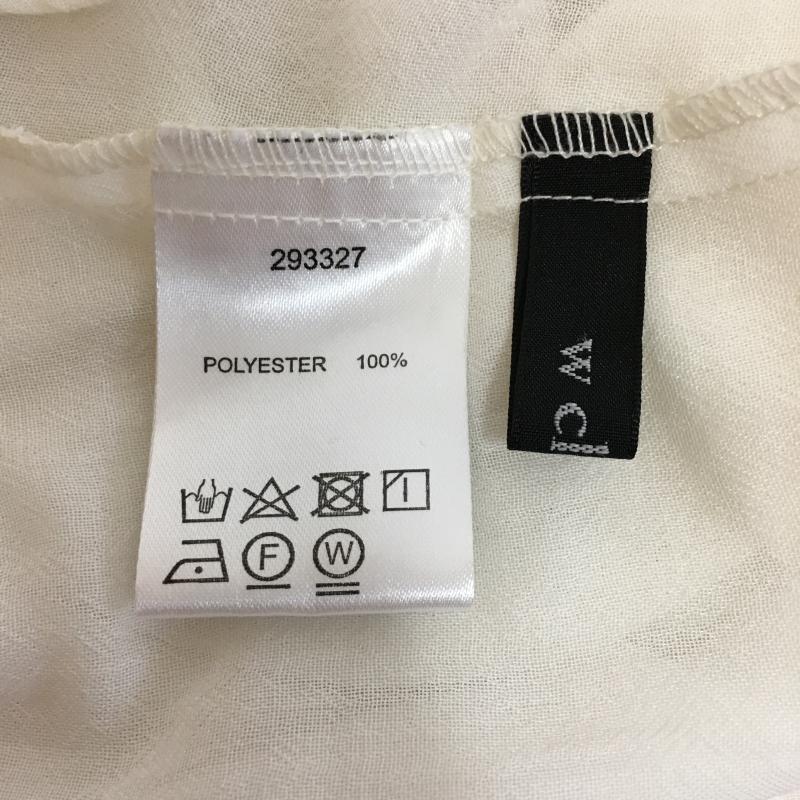 293327
POLYESTER 100%
F W
W C